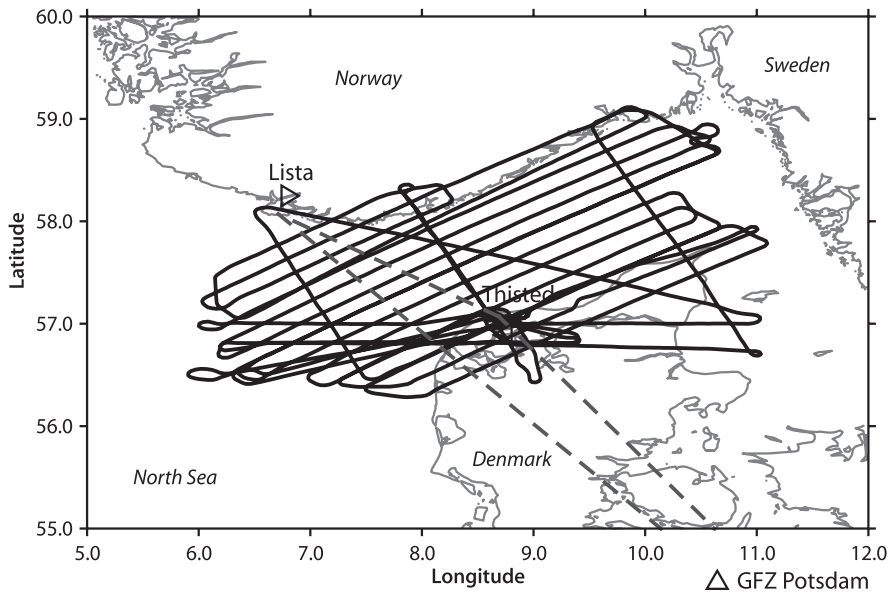 60.0
Norway
Sweden
59.0
Lista
58.0
Latitude
Thisted
57.0
56.0
Denmark
North Sea
55.0
5.0 6.0 7.0 8.0 9.0 10.0 11.0 12.0
Longitude
GFZ Potsdam